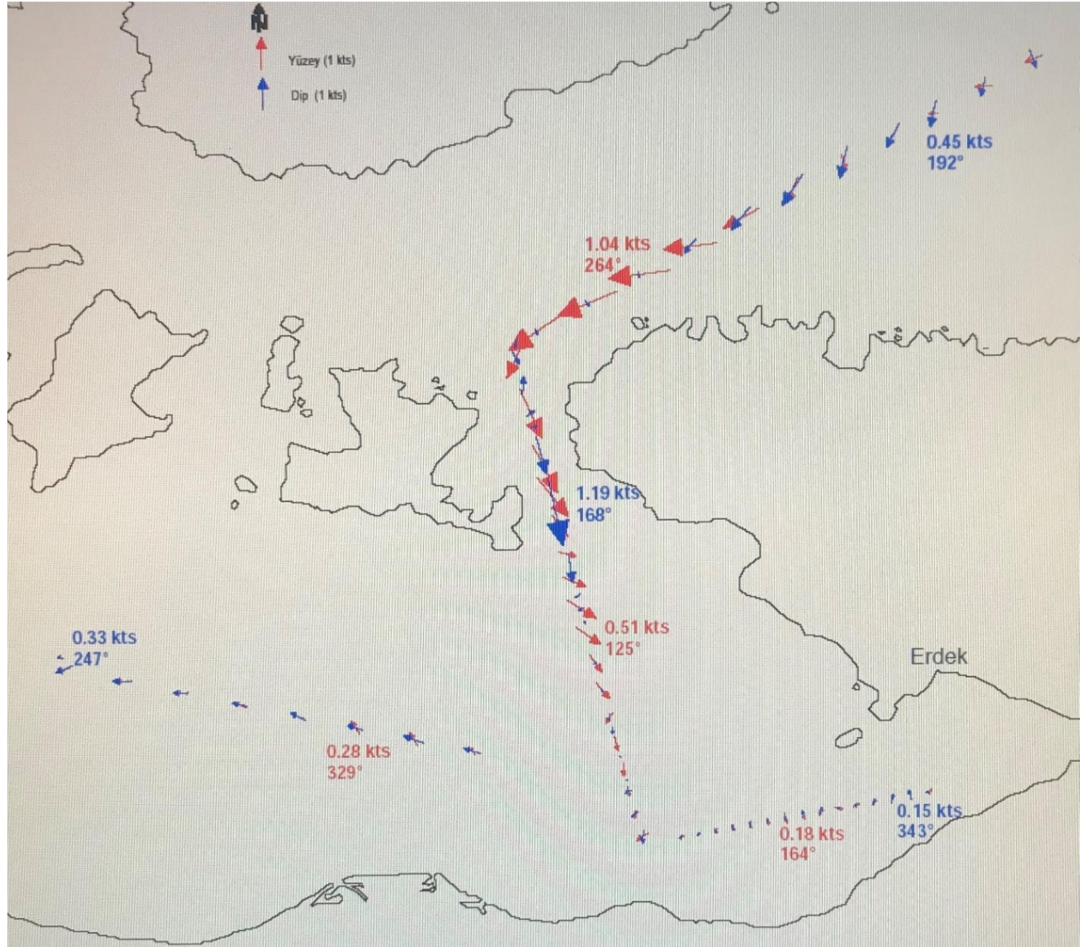 N
Yüzey (1 kts)
Dip (1 kts)
0.45 kts
192°
1.04 kts
264°
1.19 kts
168°
0.51 kts
125°
Erdek
0.33 kts
247°
0.28 kts
329°
0.15 kts
343°
0.18 kts
164°